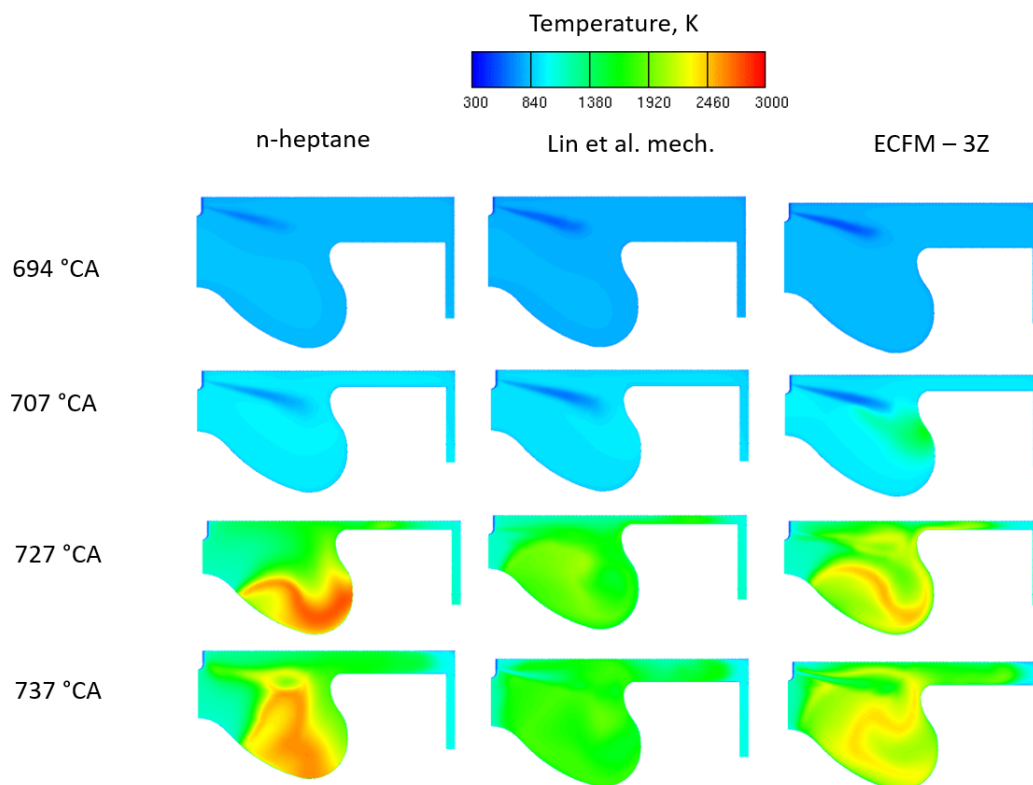 Temperature, K
300 840 1380 1920 2460 3000
n-heptane Lin et al. mech. ECFM – 3Z
694 °CA
707 °CA
727 °CA
737 °CA